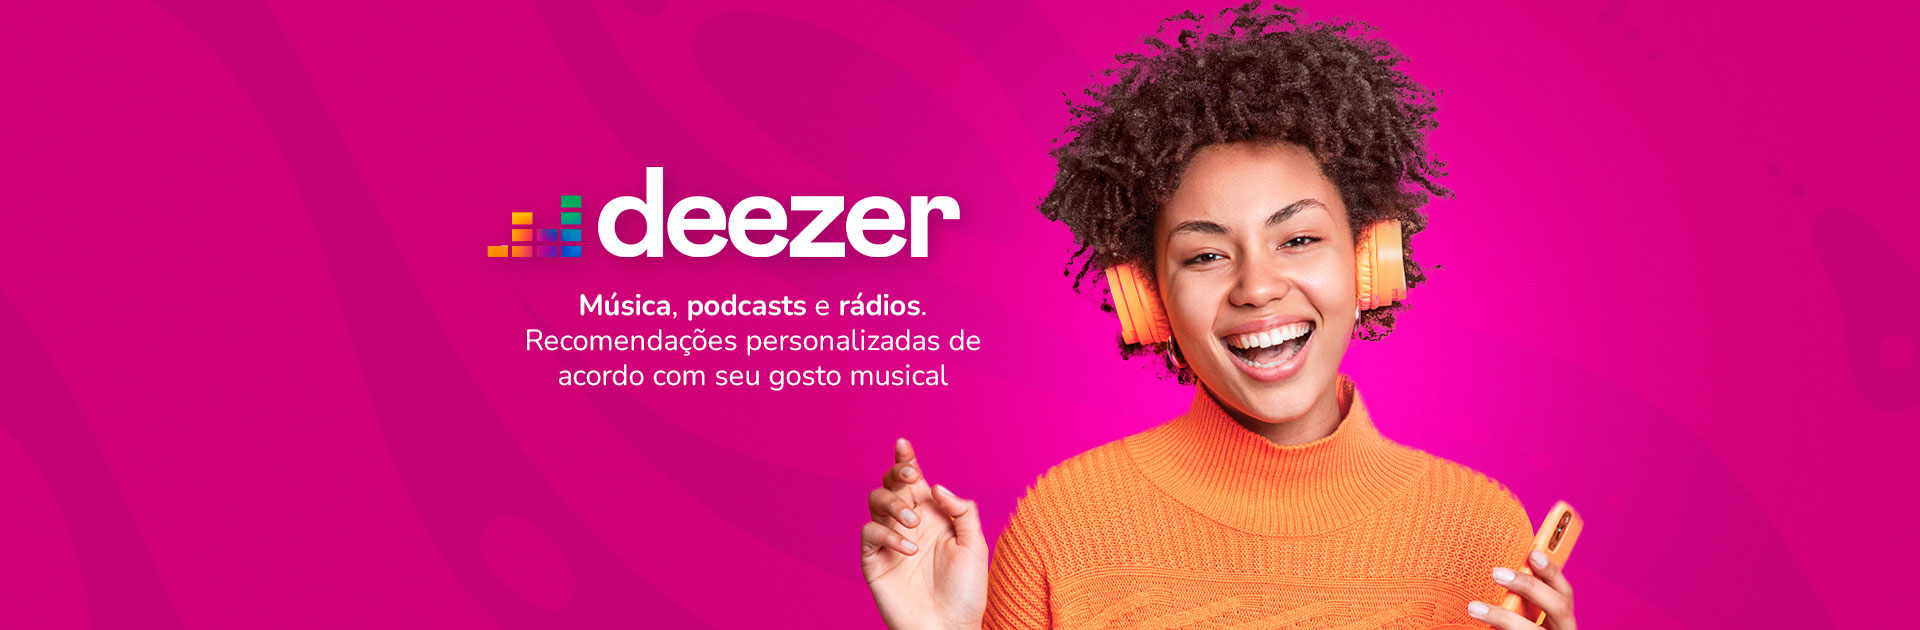 deezer
Música, podcasts e rádios.
Recomendações personalizadas de
acordo com seu gosto musical